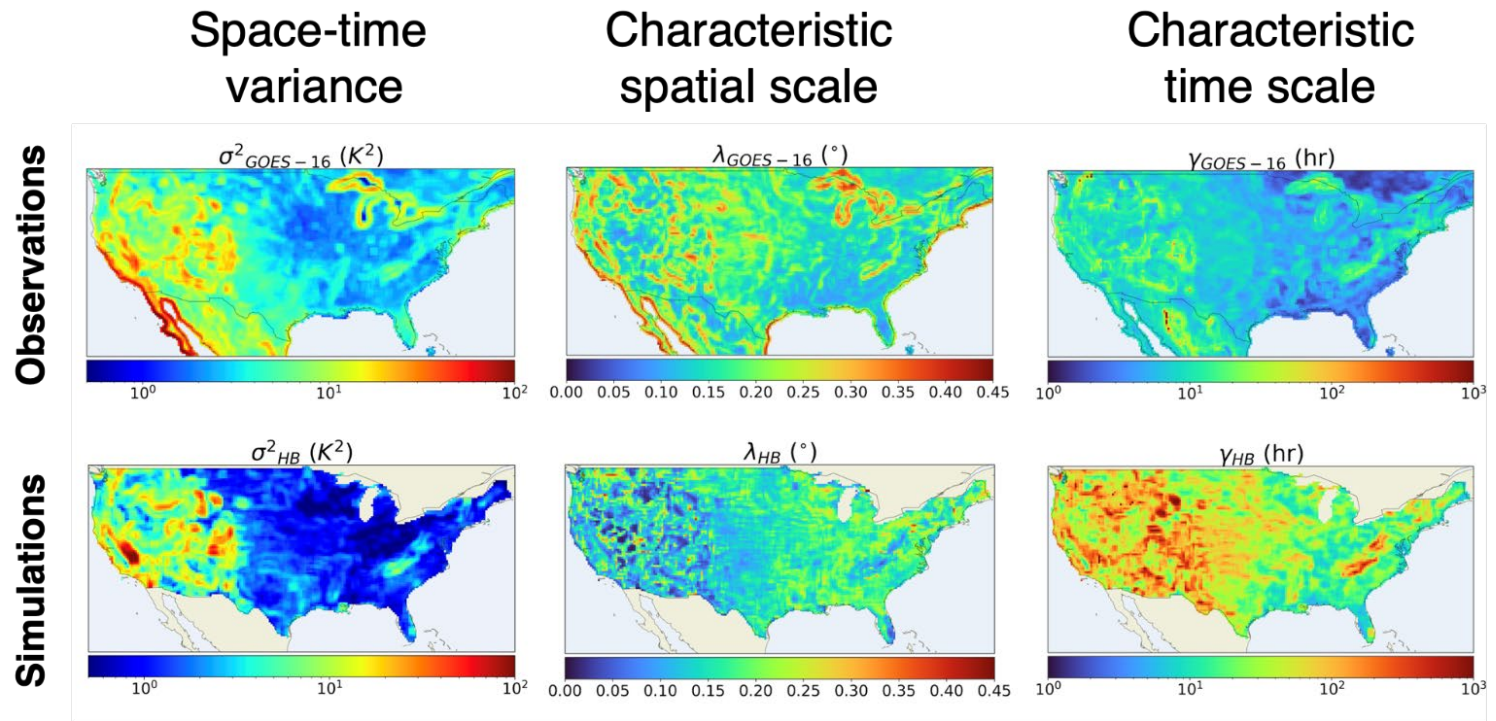 Space-time
variance
Characteristic
spatial scale
Characteristic
time scale
Observations
σ²GOES−16 (K²)
λGOES−16 (°)
γGOES−16 (hr)
10⁰ 10¹ 10²
0.00 0.05 0.10 0.15 0.20 0.25 0.30 0.35 0.40 0.45
10⁰ 10¹ 10² 10³
Simulations
σ²HB (K²)
λHB (°)
γHB (hr)
10⁰ 10¹ 10²
0.00 0.05 0.10 0.15 0.20 0.25 0.30 0.35 0.40 0.45
10⁰ 10¹ 10² 10³